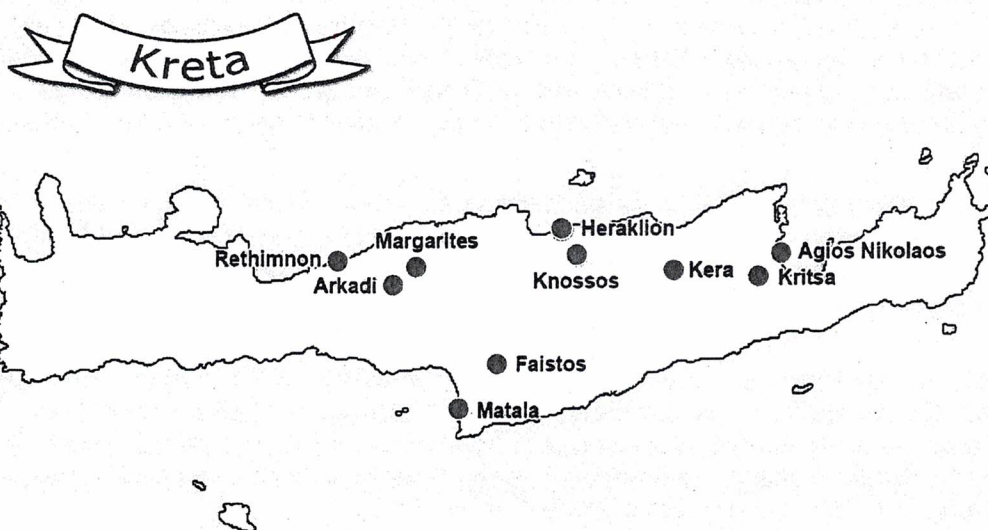 Kreta
Margarites
Heraklion
Rethimnon
Agios Nikolaos
Arkadi
Knossos
Kera
Kritsa
Faistos
Matala